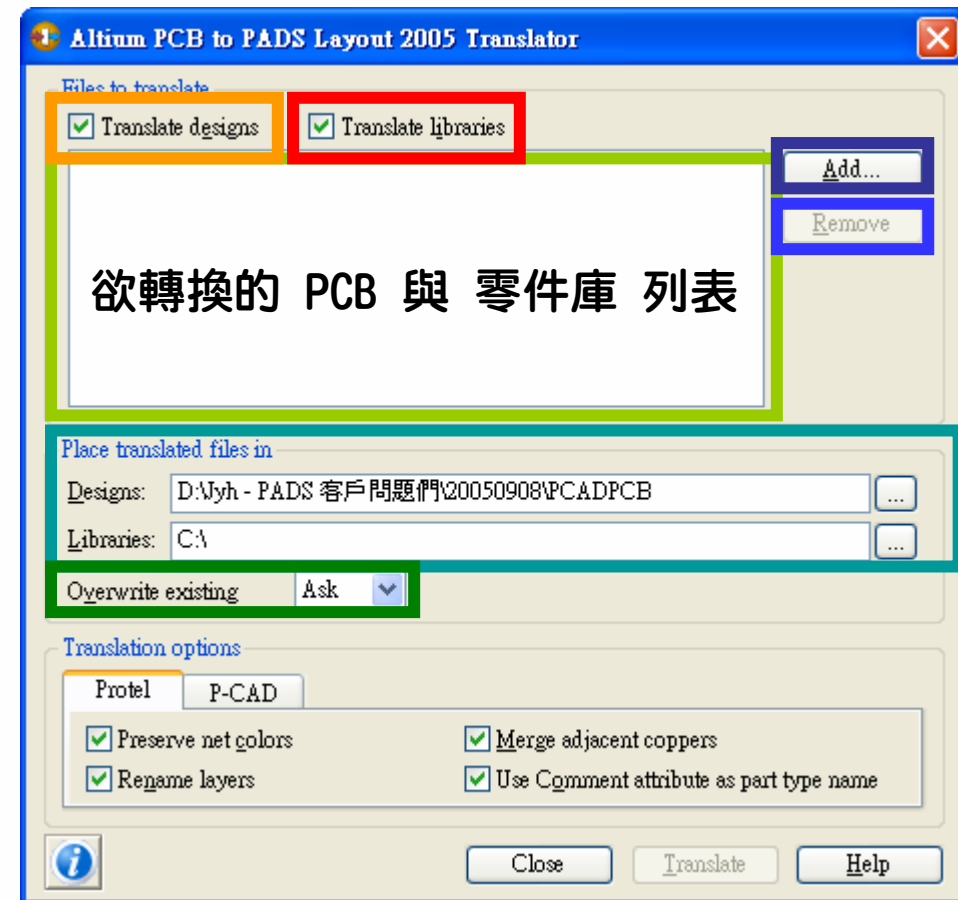 Altium PCB to PADS Layout 2005 Translator
Files to translate
Translate designs Translate libraries
Add...
Remove
欲轉換的 PCB 與 零件庫 列表
Place translated files in
Designs: D:\Jyh - PADS 客戶問題們\20050908\PCADPCB ...
Libraries: C:\ ...
Overwrite existing Ask
Translation options
Protel P-CAD
Preserve net colors Merge adjacent coppers
Rename layers Use Comment attribute as part type name
Close Translate Help